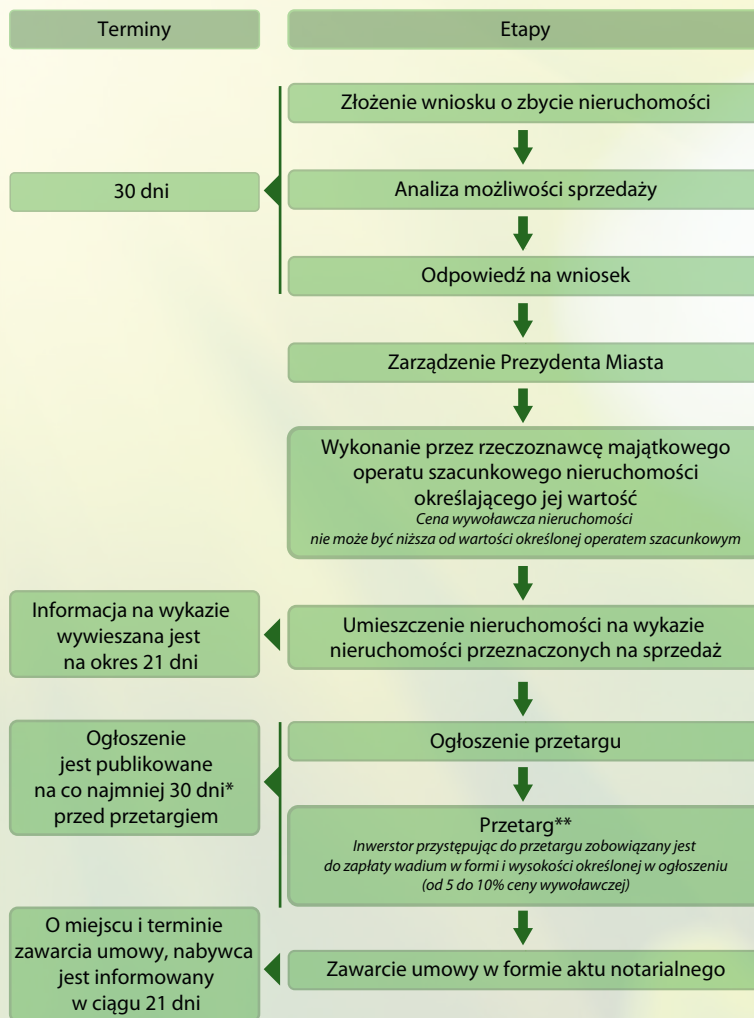 Terminy
Etapy
Złożenie wniosku o zbycie nieruchomości
30 dni
Analiza możliwości sprzedaży
Odpowiedź na wniosek
Zarządzenie Prezydenta Miasta
Wykonanie przez rzeczoznawcę majątkowego
operatu szacunkowego nieruchomości
określającego jej wartość
Cena wywoławcza nieruchomości
nie może być niższa od wartości określonej operatem szacunkowym
Informacja na wykazie
wywieszana jest
na okres 21 dni
Umieszczenie nieruchomości na wykazie
nieruchomości przeznaczonych na sprzedaż
Ogłoszenie
jest publikowane
na co najmniej 30 dni*
przed przetargiem
Ogłoszenie przetargu
Przetarg**
Inwerstor przystępując do przetargu zobowiązany jest
do zapłaty wadium w formi i wysokości określonej w ogłoszeniu
(od 5 do 10% ceny wywoławczej)
O miejscu i terminie
zawarcia umowy, nabywca
jest informowany
w ciągu 21 dni
Zawarcie umowy w formie aktu notarialnego